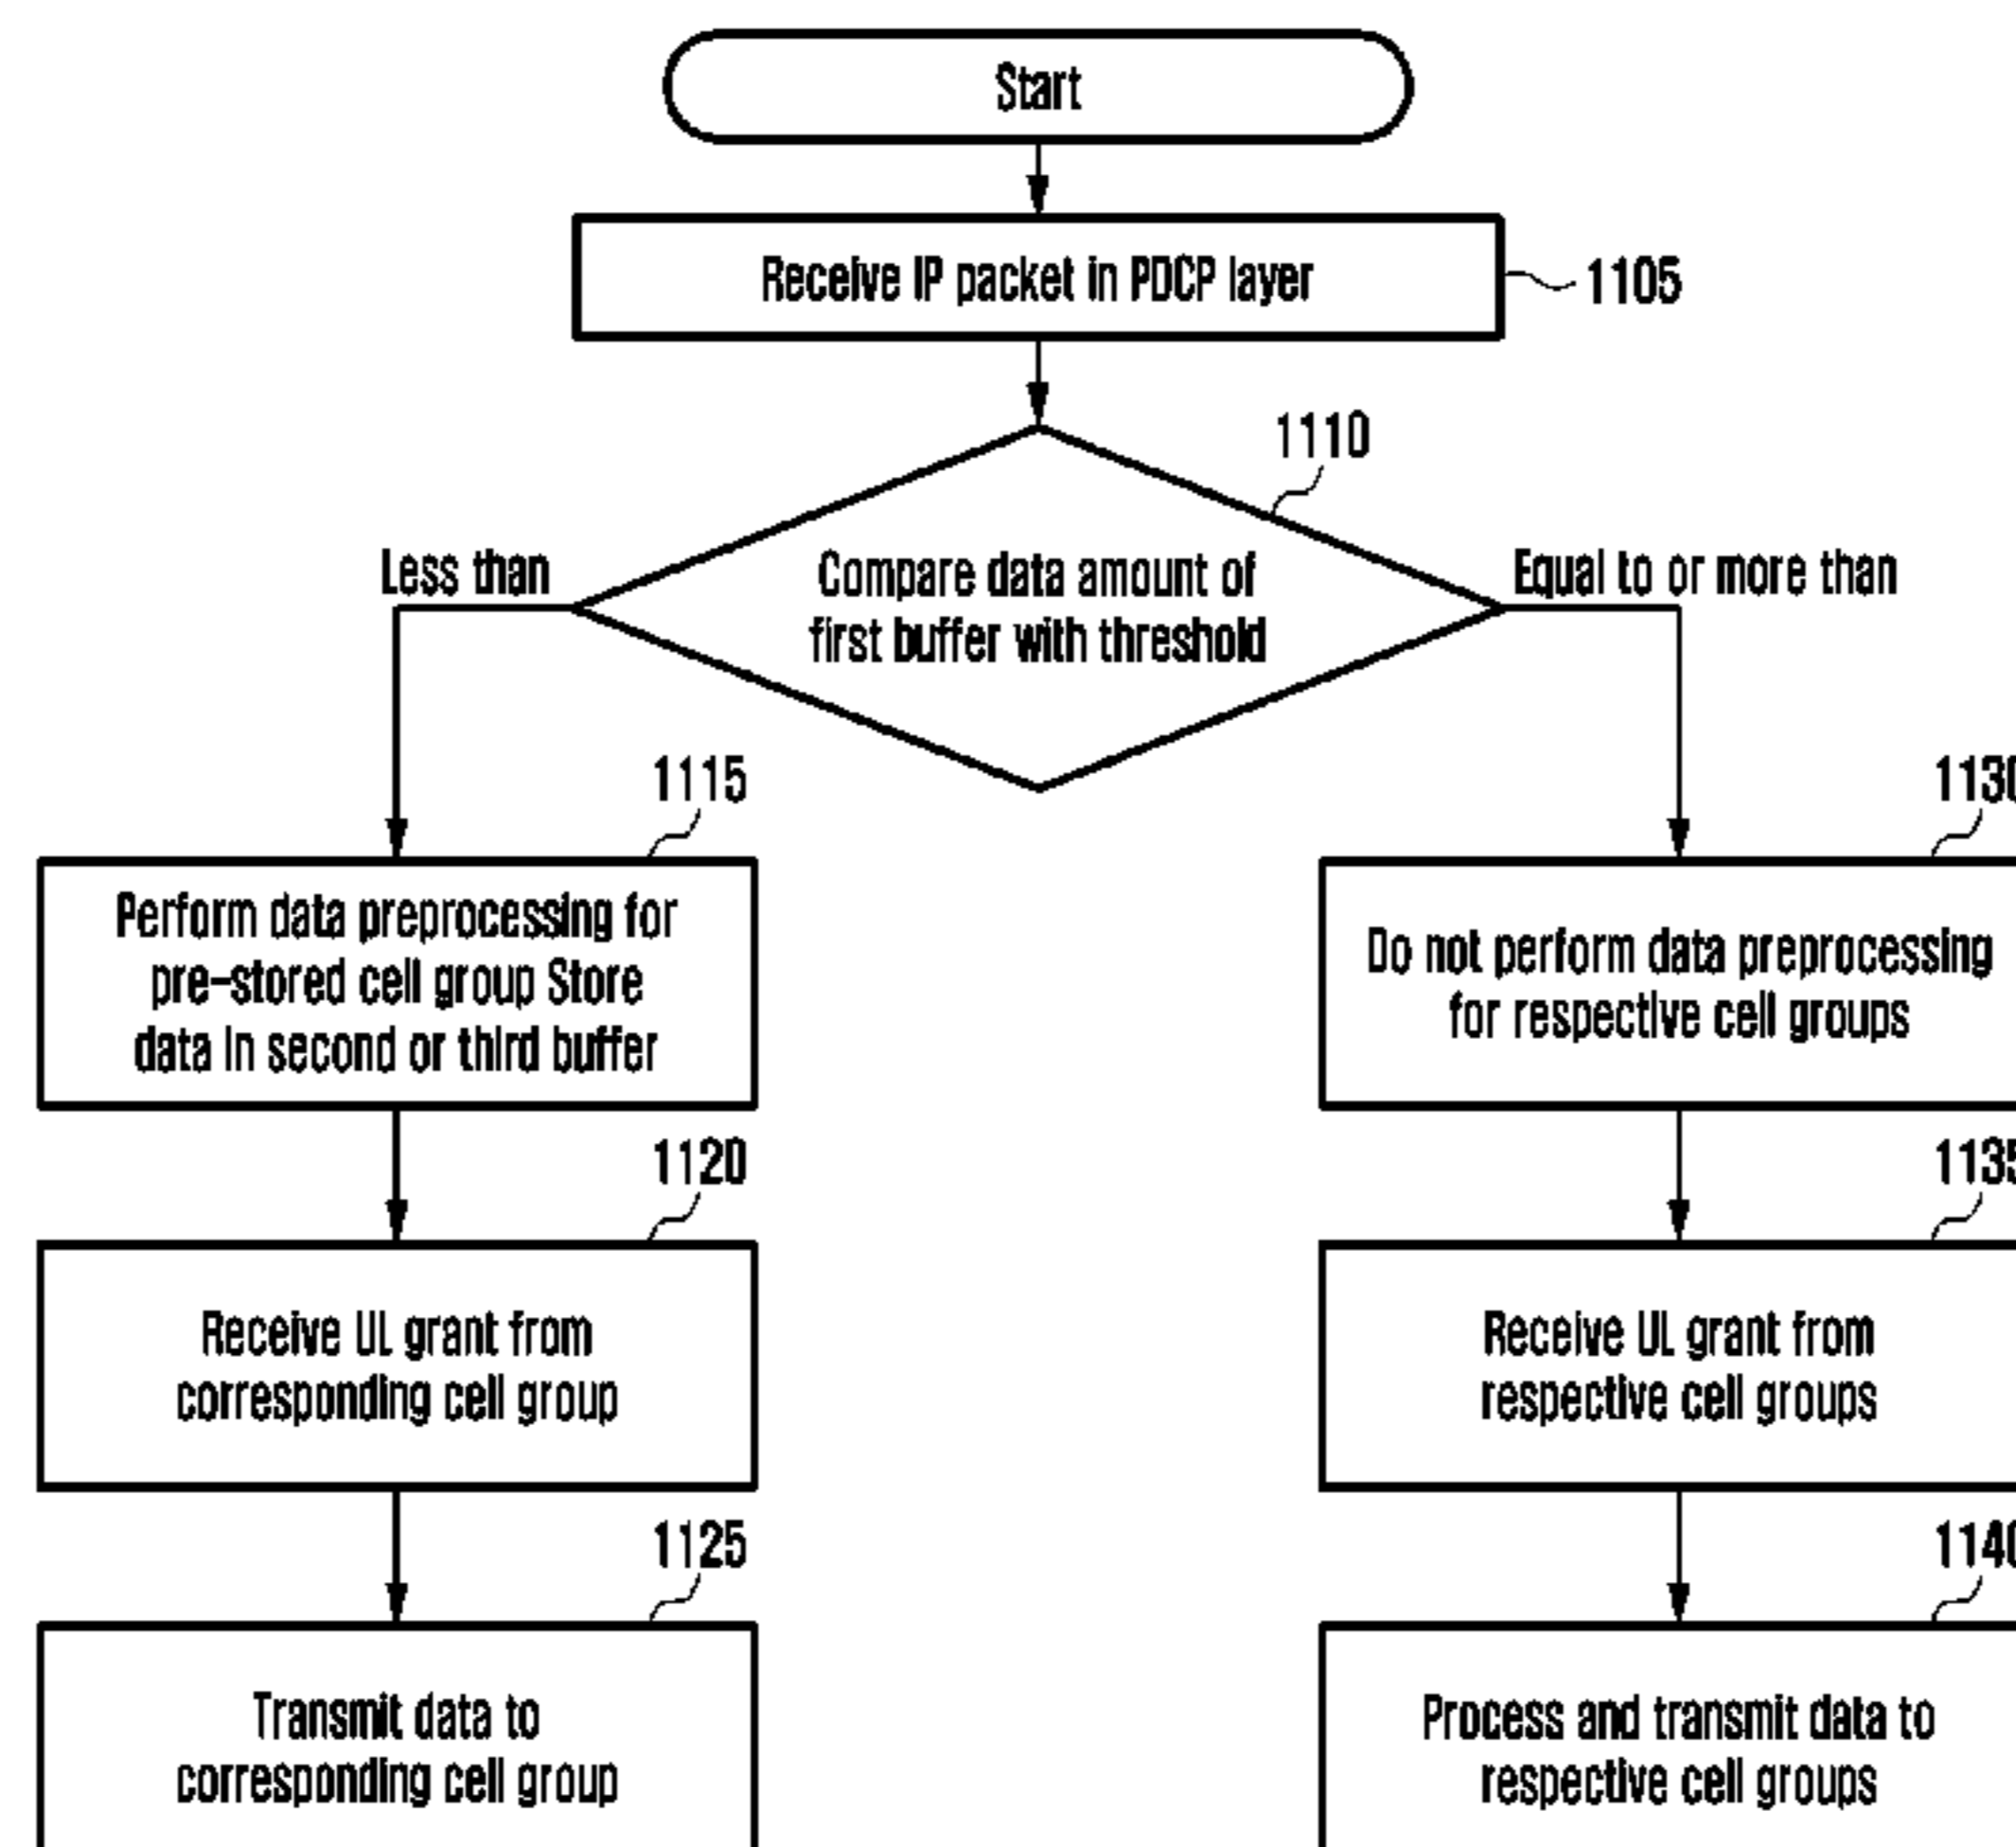 Start
Receive IP packet in PDCP layer
1105
1110
Less than
Compare data amount of
first buffer with threshold
Equal to or more than
1115
Perform data preprocessing for
pre-stored cell group Store
data in second or third buffer
1130
Do not perform data preprocessing
for respective cell groups
1120
Receive UL grant from
corresponding cell group
1135
Receive UL grant from
respective cell groups
1125
Transmit data to
corresponding cell group
1140
Process and transmit data to
respective cell groups